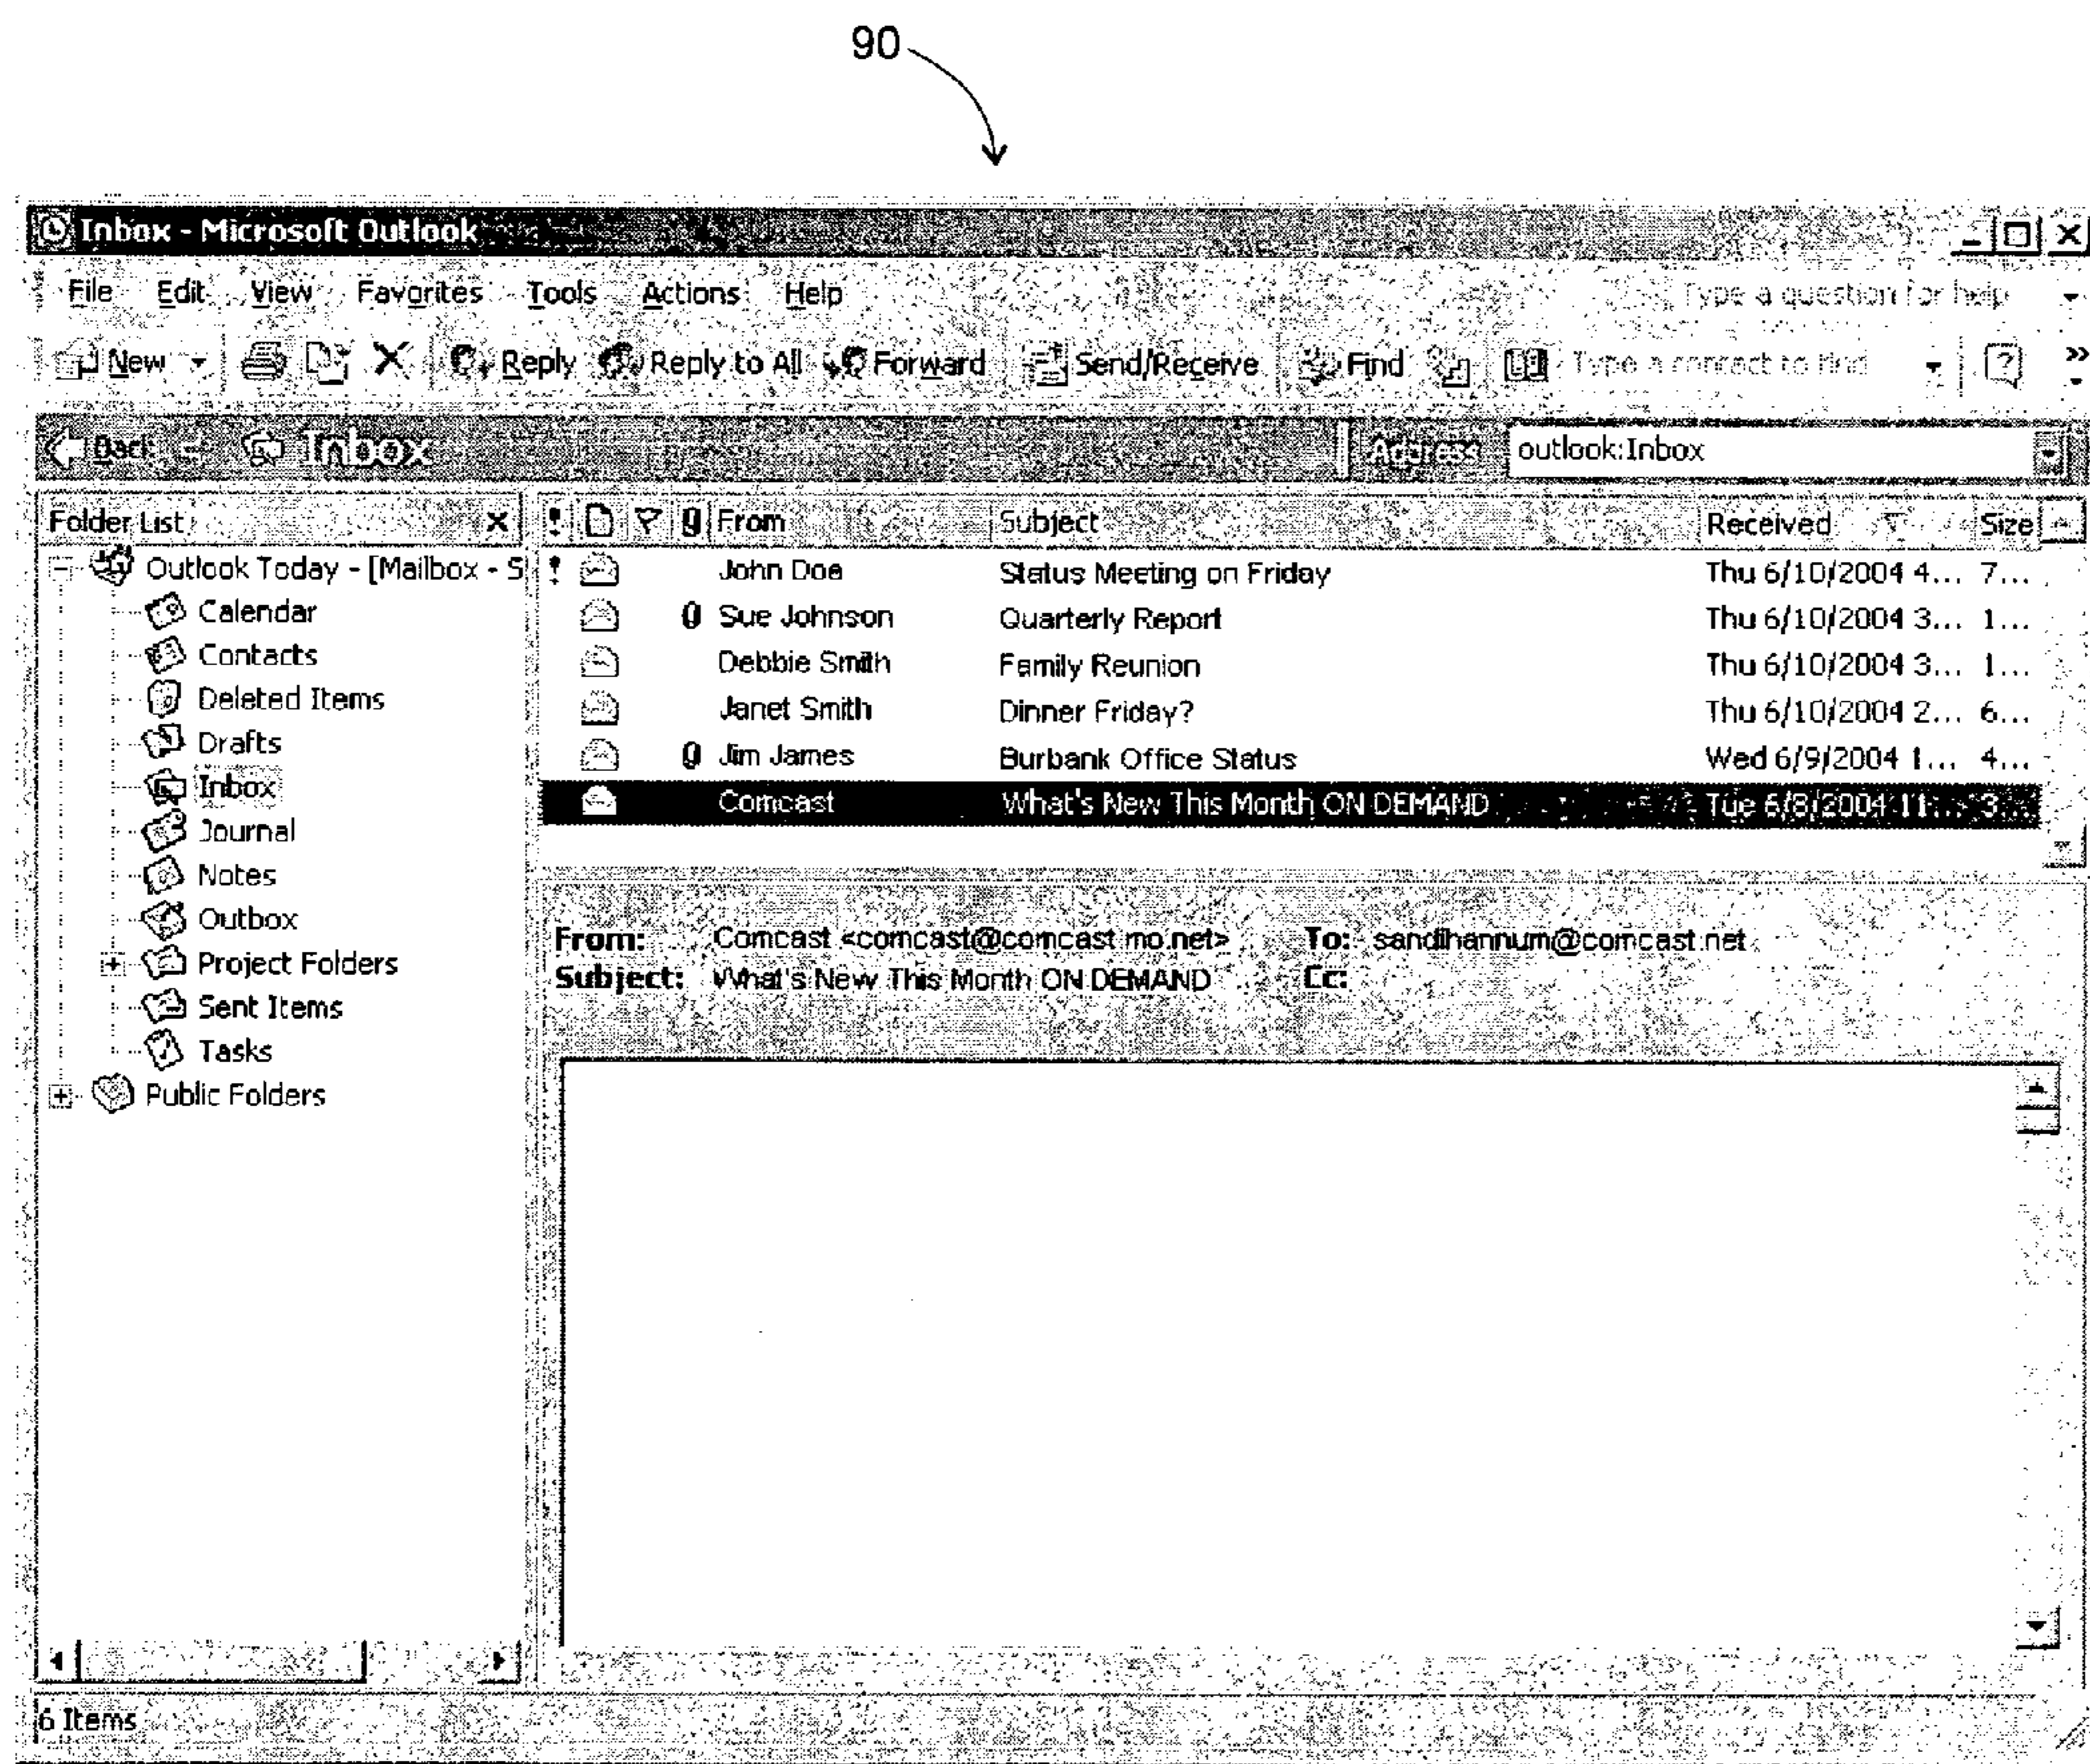 90
Inbox - Microsoft Outlook
File Edit View Favorites Tools Actions Help Type a question for help
New Reply Reply to All Forward Send/Receive Find Type a contact to find
Back Inbox Address outlook:Inbox
Folder List From Subject Received Size
Outlook Today - [Mailbox - S
Calendar
Contacts
Deleted Items
Drafts
Inbox
Journal
Notes
Outbox
Project Folders
Sent Items
Tasks
Public Folders
! John Doe Status Meeting on Friday Thu 6/10/2004 4... 7...
Sue Johnson Quarterly Report Thu 6/10/2004 3... 1...
Debbie Smith Family Reunion Thu 6/10/2004 3... 1...
Janet Smith Dinner Friday? Thu 6/10/2004 2... 6...
Jim James Burbank Office Status Wed 6/9/2004 1... 4...
Comcast What's New This Month ON DEMAND Tue 6/8/2004 11... 3...
From: Comcast <comcast@comcast.mo.net> To: sandihannum@comcast.net
Subject: What's New This Month ON DEMAND Cc:
6 Items